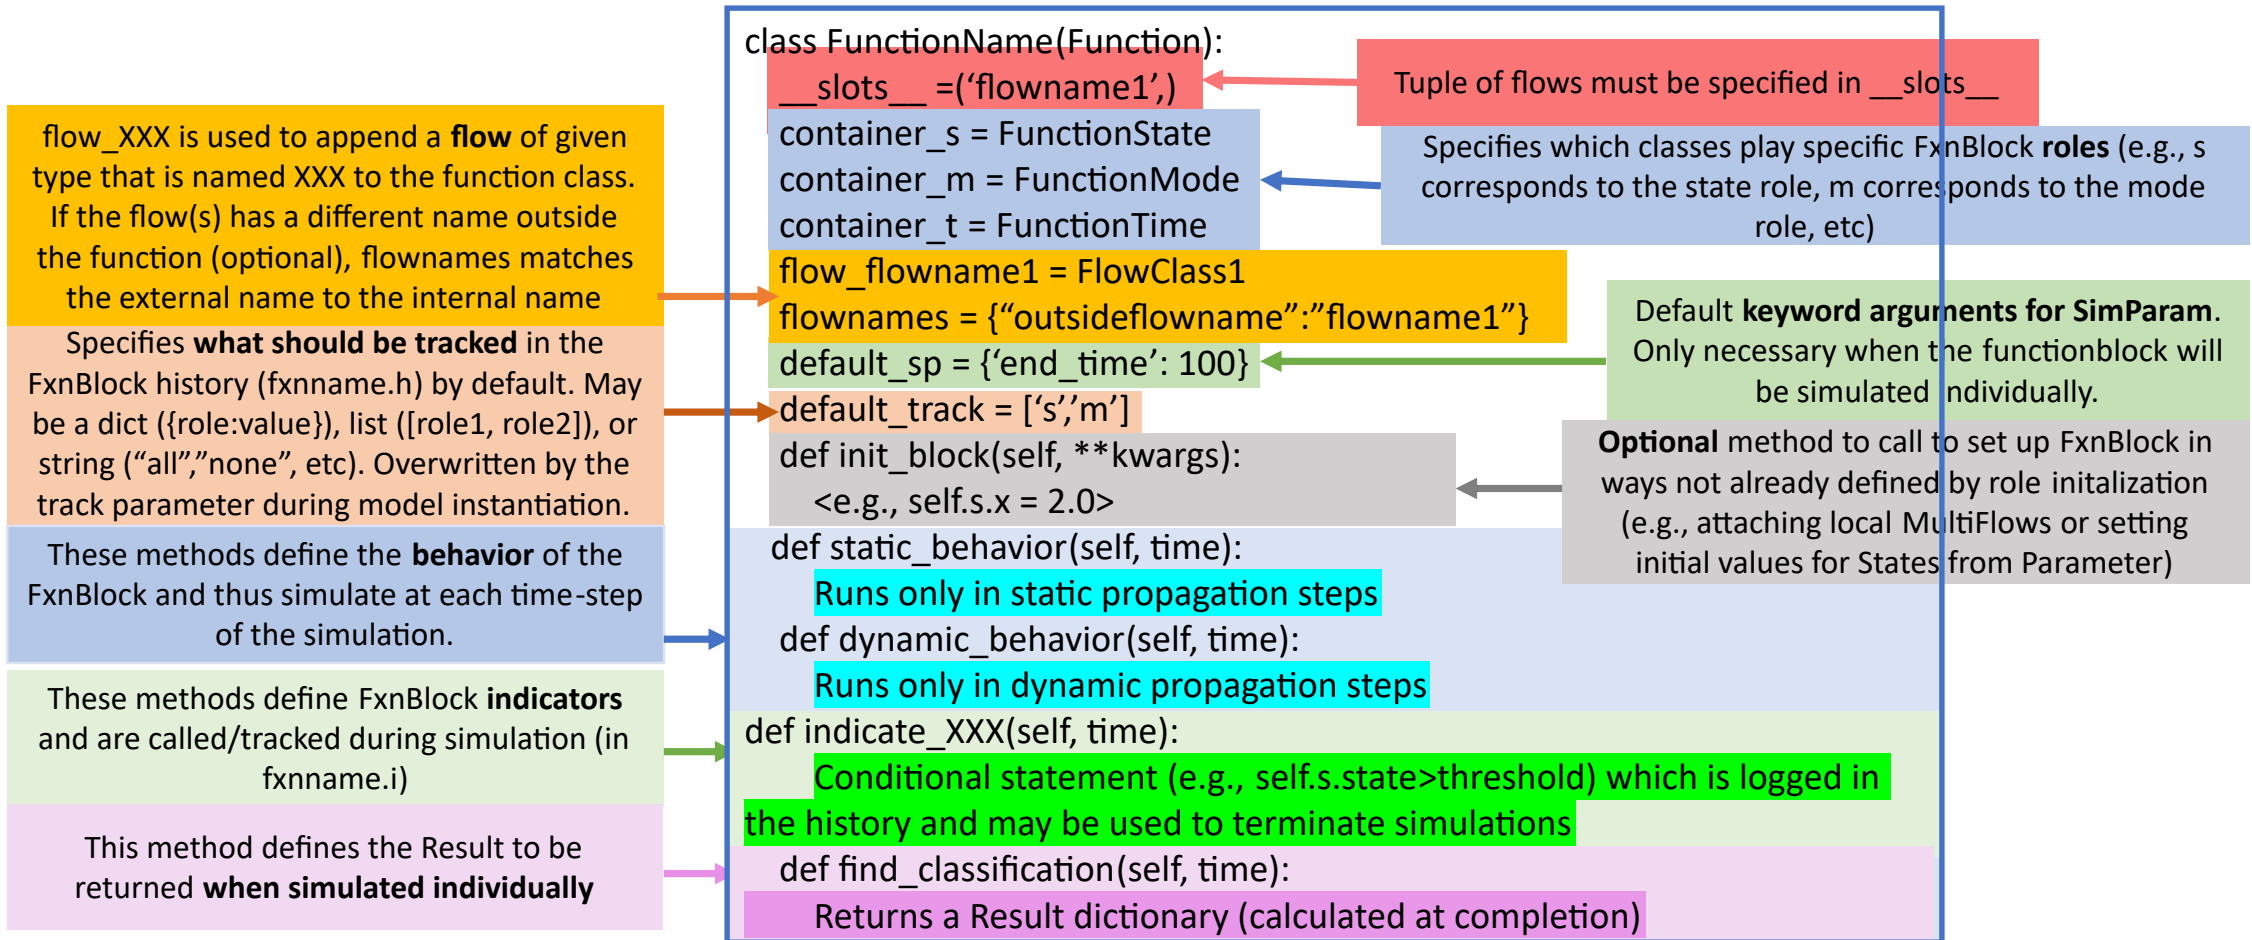 class FunctionName(Function):
__slots__ =(‘flowname1’,)
container_s = FunctionState
container_m = FunctionMode
container_t = FunctionTime
flow_flowname1 = FlowClass1
flownames = {“outsideflowname”:”flowname1”}
default_sp = {‘end_time’: 100}
default_track = [‘s’,’m’]
def init_block(self, **kwargs):
<e.g., self.s.x = 2.0>
def static_behavior(self, time):
Runs only in static propagation steps
def dynamic_behavior(self, time):
Runs only in dynamic propagation steps
def indicate_XXX(self, time):
Conditional statement (e.g., self.s.state>threshold) which is logged in
the history and may be used to terminate simulations
def find_classification(self, time):
Returns a Result dictionary (calculated at completion)
flow_XXX is used to append a flow of given
type that is named XXX to the function class.
If the flow(s) has a different name outside
the function (optional), flownames matches
the external name to the internal name
Specifies what should be tracked in the
FxnBlock history (fxnname.h) by default. May
be a dict ({role:value}), list ([role1, role2]), or
string (“all”,”none”, etc). Overwritten by the
track parameter during model instantiation.
These methods define the behavior of the
FxnBlock and thus simulate at each time-step
of the simulation.
These methods define FxnBlock indicators
and are called/tracked during simulation (in
fxnname.i)
This method defines the Result to be
returned when simulated individually
Tuple of flows must be specified in __slots__
Specifies which classes play specific FxnBlock roles (e.g., s
corresponds to the state role, m corresponds to the mode
role, etc)
Default keyword arguments for SimParam.
Only necessary when the functionblock will
be simulated individually.
Optional method to call to set up FxnBlock in
ways not already defined by role initalization
(e.g., attaching local MultiFlows or setting
initial values for States from Parameter)